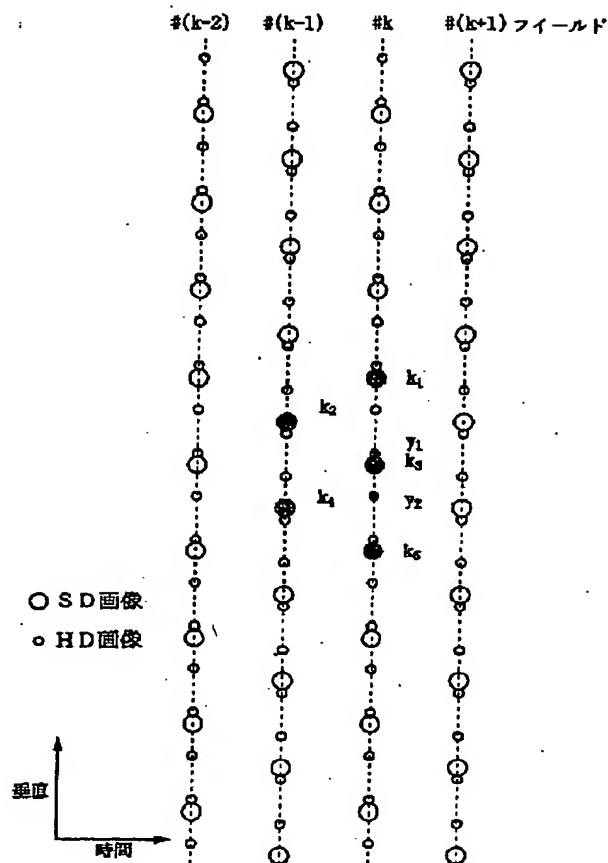 #(k-2) #(k-1) #k #(k+1) フイールド
k₁
k₂
y₁
k₃
k₄
y₂
k₅
○ SD画像
○ HD画像
垂直
時間